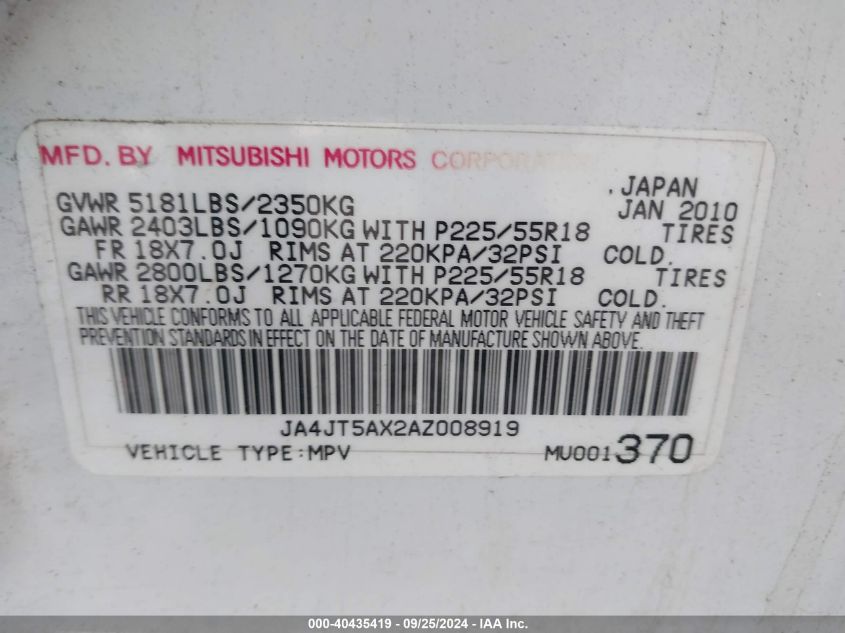 MFD. BY MITSUBISHI MOTORS CORPORATION
. JAPAN
GVWR 5181LBS/2350KG JAN 2010
GAWR 2403LBS/1090KG WITH P225/55R18 TIRES
FR 18X7.0J RIMS AT 220KPA/32PSI COLD.
GAWR 2800LBS/1270KG WITH P225/55R18 TIRES
RR 18X7.0J RIMS AT 220KPA/32PSI COLD.
THIS VEHICLE CONFORMS TO ALL APPLICABLE FEDERAL MOTOR VEHICLE SAFETY AND THEFT
PREVENTION STANDARDS IN EFFECT ON THE DATE OF MANUFACTURE SHOWN ABOVE.
JA4JT5AX2AZ008919
VEHICLE TYPE:MPV MU001370
000-40435419 - 09/25/2024 - IAA Inc.